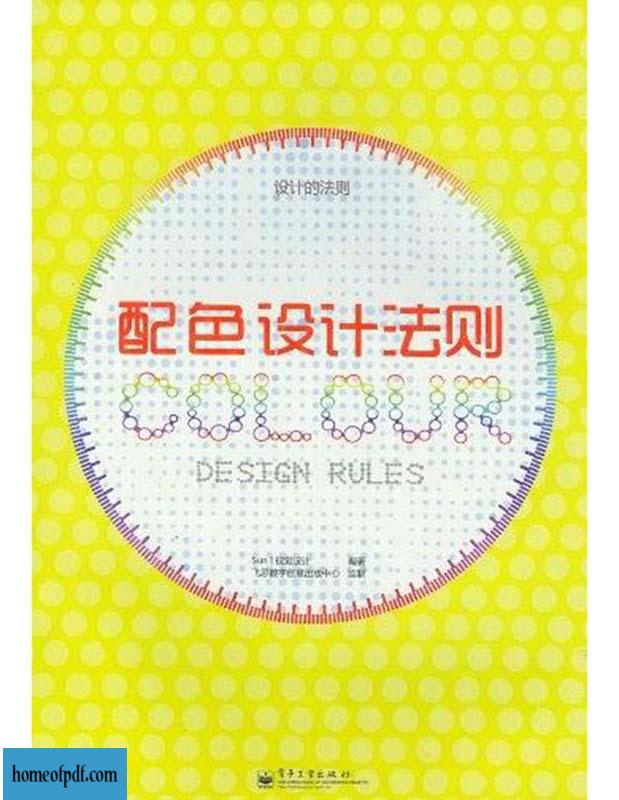 设计的法则
配色设计法则
COLOUR
DESIGN RULES
Sun I 视觉设计 编著
飞思数字创意出版中心 监制
电子工业出版社
homeofpdf.com